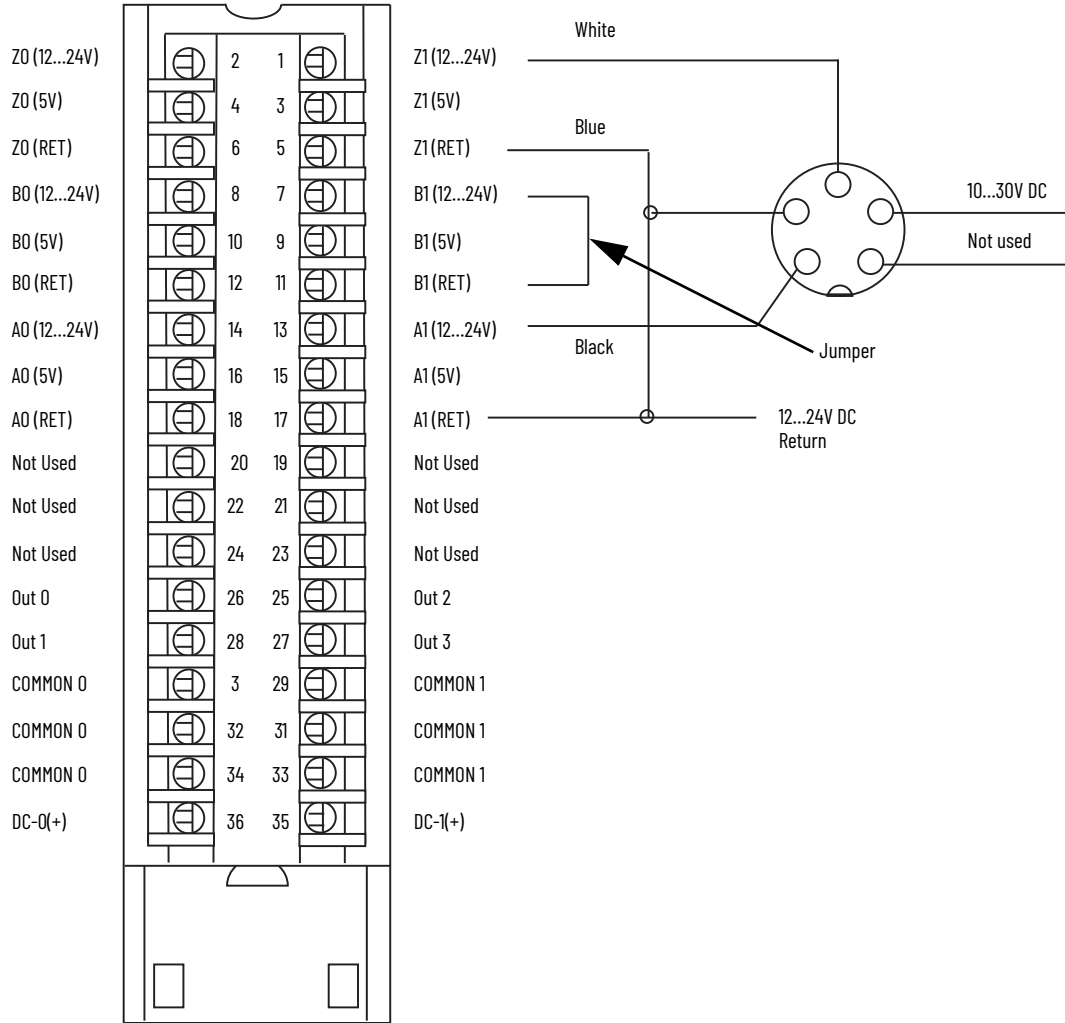 White
Z0 (12...24V) 2 1 Z1 (12...24V)
Z0 (5V) 4 3 Z1 (5V)
Blue
Z0 (RET) 6 5 Z1 (RET)
B0 (12...24V) 8 7 B1 (12...24V) 10...30V DC
B0 (5V) 10 9 B1 (5V) Not used
B0 (RET) 12 11 B1 (RET)
A0 (12...24V) 14 13 A1 (12...24V)
Black Jumper
A0 (5V) 16 15 A1 (5V)
A0 (RET) 18 17 A1 (RET) 12...24V DC
Return
Not Used 20 19 Not Used
Not Used 22 21 Not Used
Not Used 24 23 Not Used
Out 0 26 25 Out 2
Out 1 28 27 Out 3
COMMON 0 3 29 COMMON 1
COMMON 0 32 31 COMMON 1
COMMON 0 34 33 COMMON 1
DC-0(+) 36 35 DC-1(+)